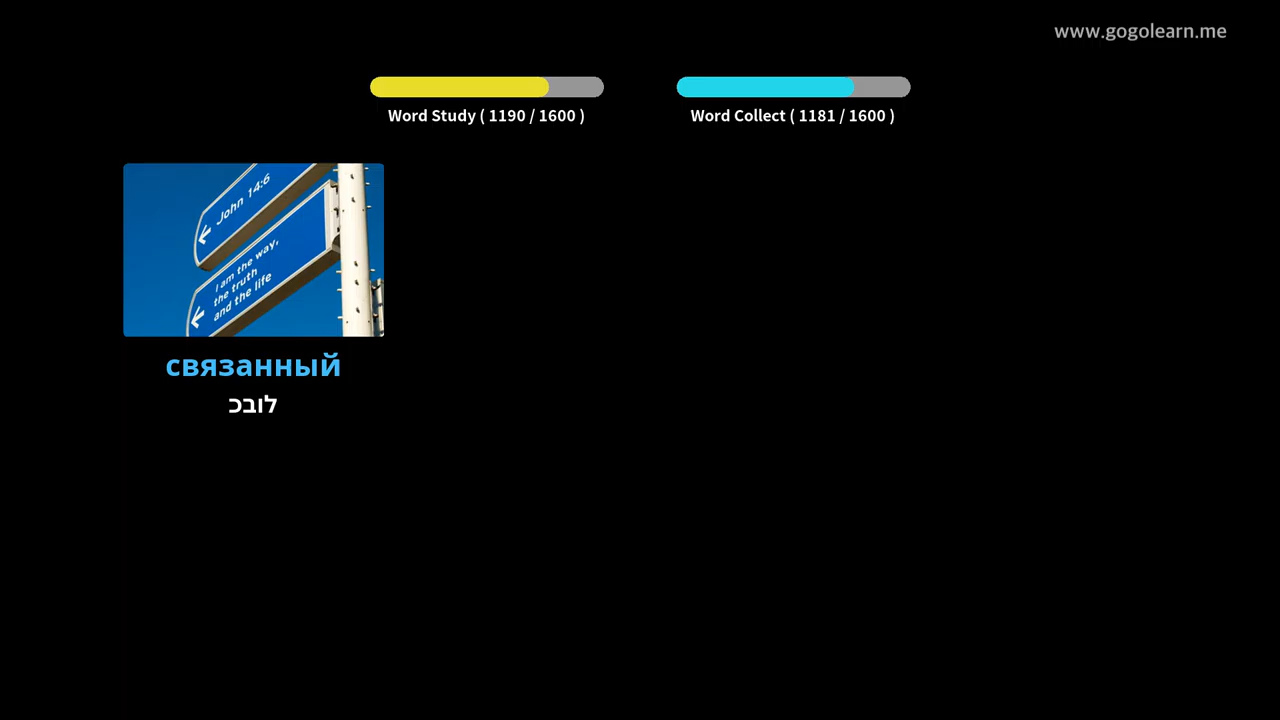 www.gogolearn.me
Word Study ( 1190 / 1600 )
Word Collect ( 1181 / 1600 )
John 14:6
I am the way,
the truth
and the life
связанный
לובכ